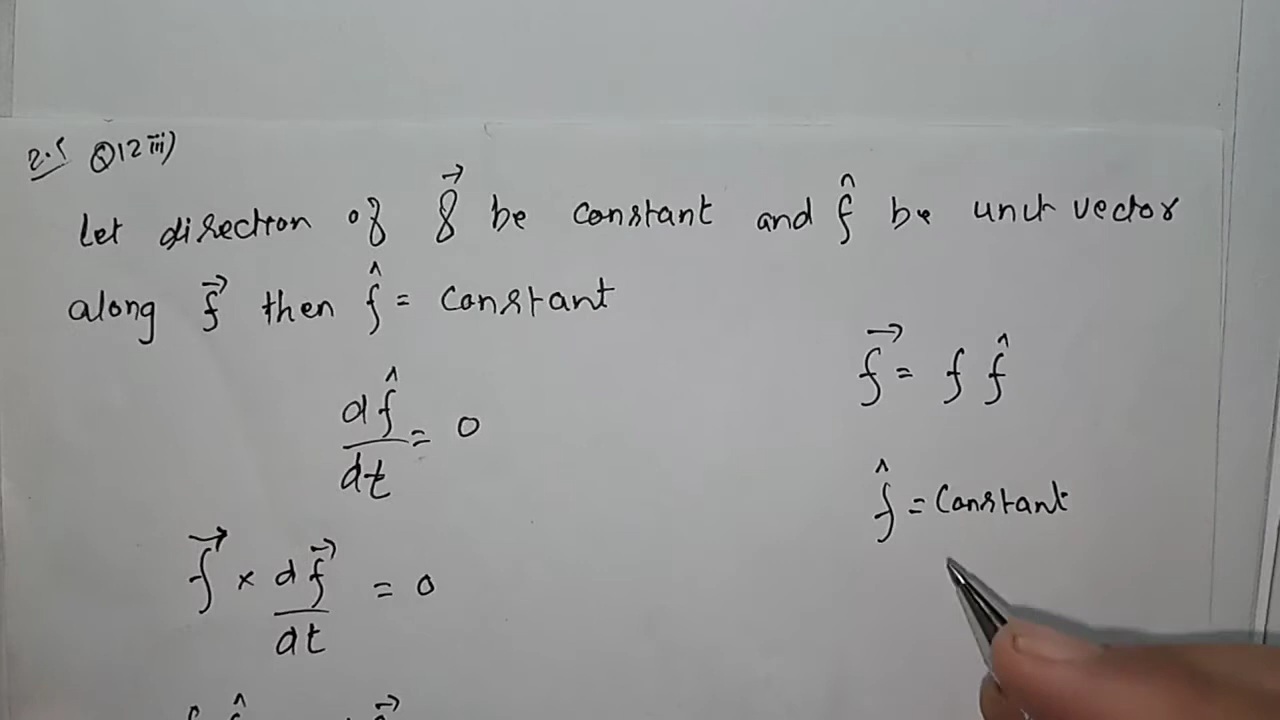 2.5 Q12 iii)
Let direction of f⃗ be constant and f̂ be unit vector
along f⃗ then f̂ = constant
f⃗ = f f̂
df̂/dt = 0
f̂ = constant
f⃗ × df⃗/dt = 0